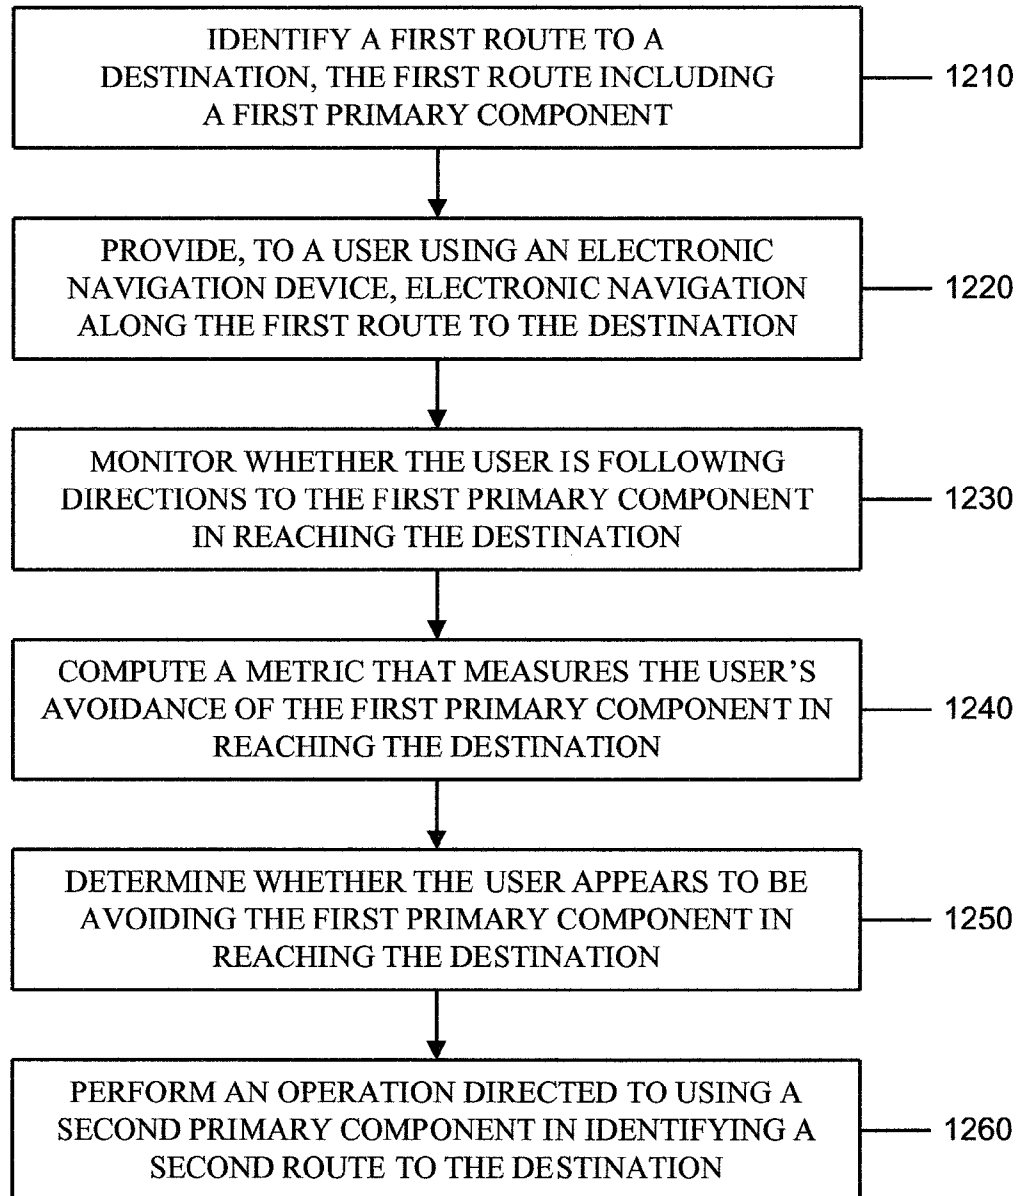 IDENTIFY A FIRST ROUTE TO A
DESTINATION, THE FIRST ROUTE INCLUDING
A FIRST PRIMARY COMPONENT
1210
PROVIDE, TO A USER USING AN ELECTRONIC
NAVIGATION DEVICE, ELECTRONIC NAVIGATION
ALONG THE FIRST ROUTE TO THE DESTINATION
1220
MONITOR WHETHER THE USER IS FOLLOWING
DIRECTIONS TO THE FIRST PRIMARY COMPONENT
IN REACHING THE DESTINATION
1230
COMPUTE A METRIC THAT MEASURES THE USER'S
AVOIDANCE OF THE FIRST PRIMARY COMPONENT IN
REACHING THE DESTINATION
1240
DETERMINE WHETHER THE USER APPEARS TO BE
AVOIDING THE FIRST PRIMARY COMPONENT IN
REACHING THE DESTINATION
1250
PERFORM AN OPERATION DIRECTED TO USING A
SECOND PRIMARY COMPONENT IN IDENTIFYING A
SECOND ROUTE TO THE DESTINATION
1260